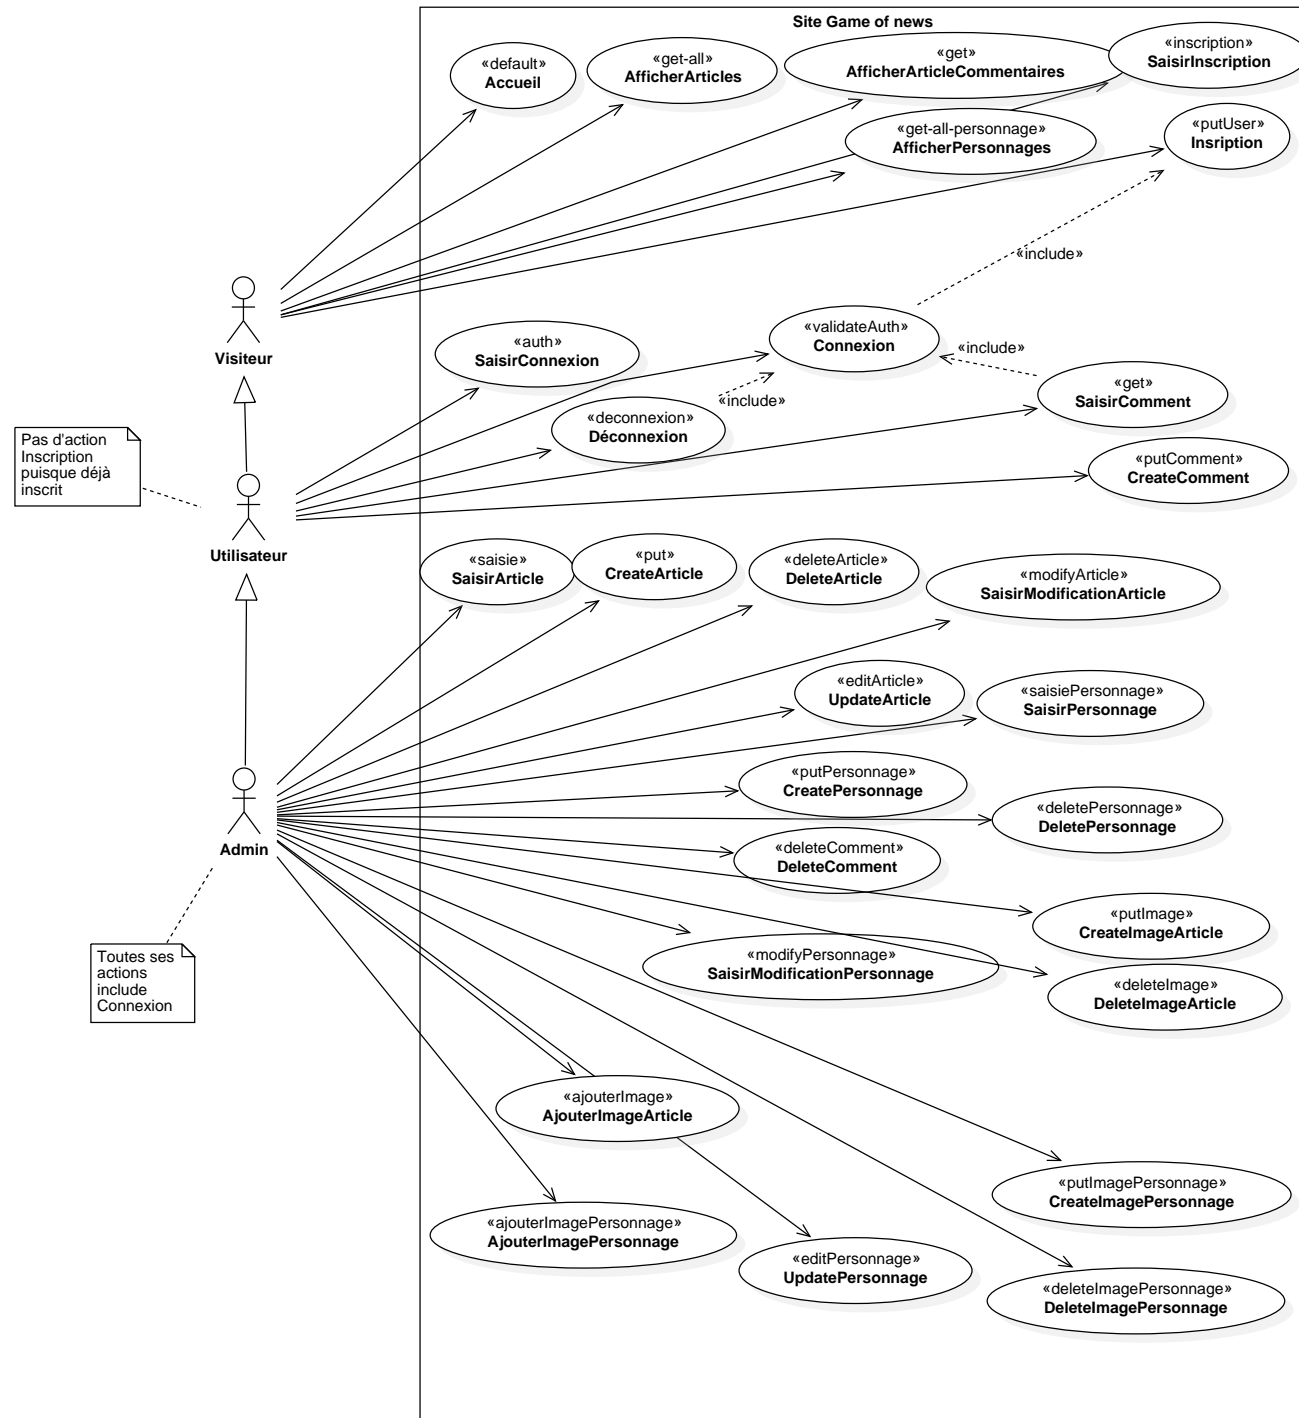 Site Game of news
«default»
Accueil
«get-all»
AfficherArticles
«get»
AfficherArticleCommentaires
«inscription»
SaisirInscription
«get-all-personnage»
AfficherPersonnages
«putUser»
Insription
«include»
Visiteur
«auth»
SaisirConnexion
«validateAuth»
Connexion
«include»
«include»
«deconnexion»
Déconnexion
«get»
SaisirComment
Pas d'action
Inscription
puisque déjà
inscrit
«putComment»
CreateComment
Utilisateur
«saisie»
SaisirArticle
«put»
CreateArticle
«deleteArticle»
DeleteArticle
«modifyArticle»
SaisirModificationArticle
«editArticle»
UpdateArticle
«saisiePersonnage»
SaisirPersonnage
«putPersonnage»
CreatePersonnage
«deletePersonnage»
DeletePersonnage
Admin
«deleteComment»
DeleteComment
«putImage»
CreateImageArticle
Toutes ses
actions
include
Connexion
«modifyPersonnage»
SaisirModificationPersonnage
«deleteImage»
DeleteImageArticle
«ajouterImage»
AjouterImageArticle
«putImagePersonnage»
CreateImagePersonnage
«ajouterImagePersonnage»
AjouterImagePersonnage
«editPersonnage»
UpdatePersonnage
«deleteImagePersonnage»
DeleteImagePersonnage